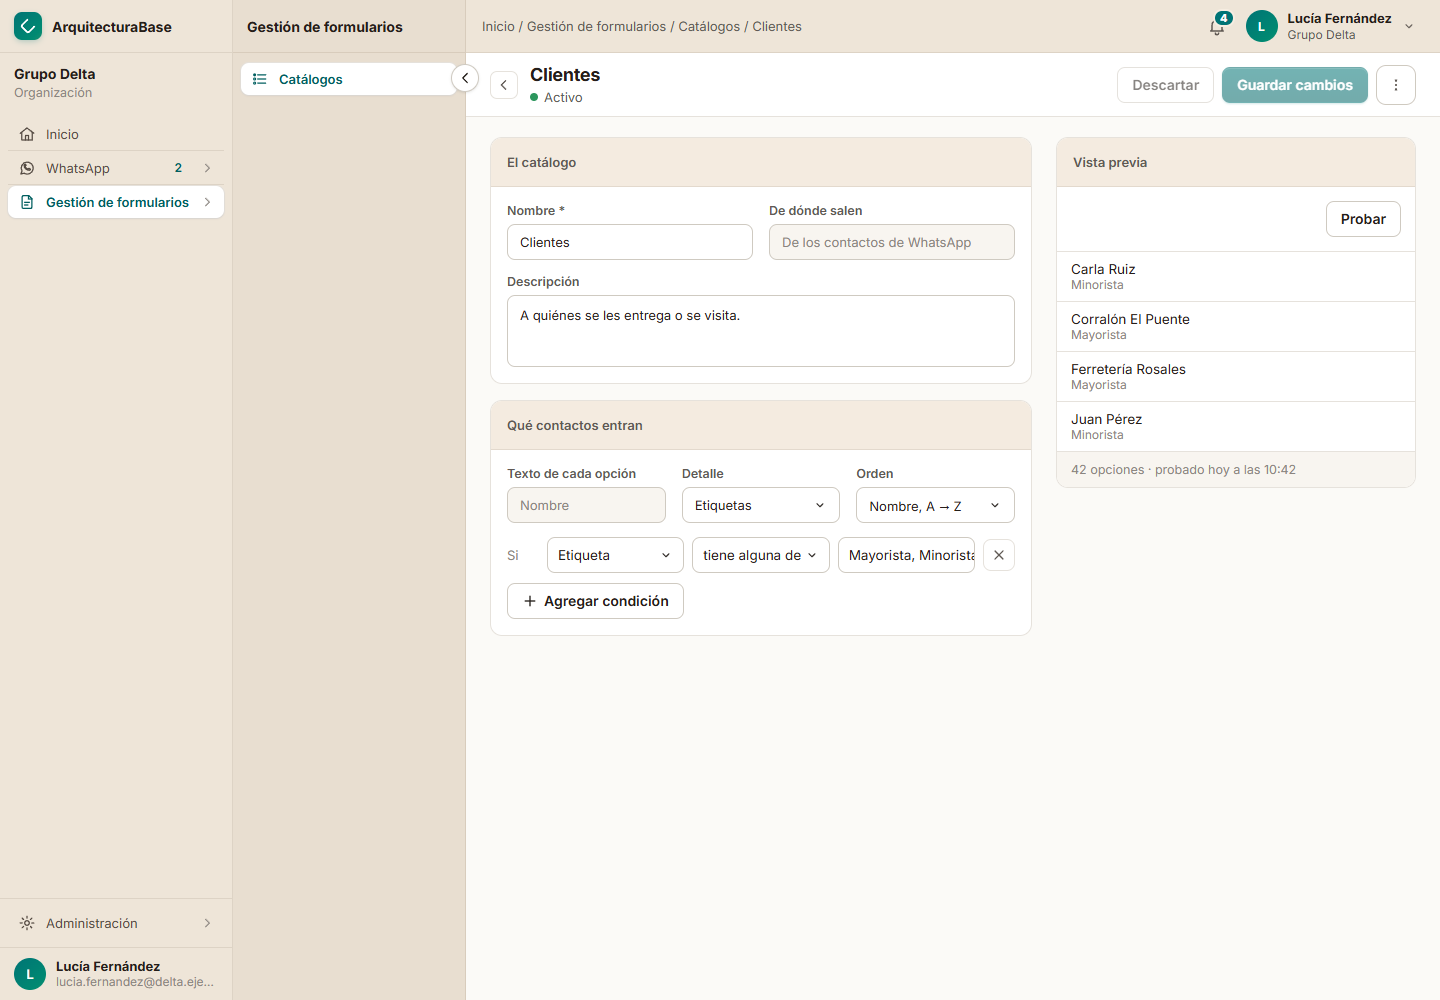 ArquitecturaBase
Grupo Delta
Organización
Inicio
WhatsApp 2
Gestión de formularios
Administración
Lucía Fernández
lucia.fernandez@delta.eje...
Gestión de formularios
Catálogos
Inicio / Gestión de formularios / Catálogos / Clientes
4
L
Lucía Fernández
Grupo Delta
Clientes
Activo
Descartar
Guardar cambios
El catálogo
Nombre *
De dónde salen
Clientes
De los contactos de WhatsApp
Descripción
A quiénes se les entrega o se visita.
Qué contactos entran
Texto de cada opción
Detalle
Orden
Nombre
Etiquetas
Nombre, A → Z
Si
Etiqueta
tiene alguna de
Mayorista, Minorista
Agregar condición
Vista previa
Probar
Carla Ruiz
Minorista
Corralón El Puente
Mayorista
Ferretería Rosales
Mayorista
Juan Pérez
Minorista
42 opciones · probado hoy a las 10:42
L